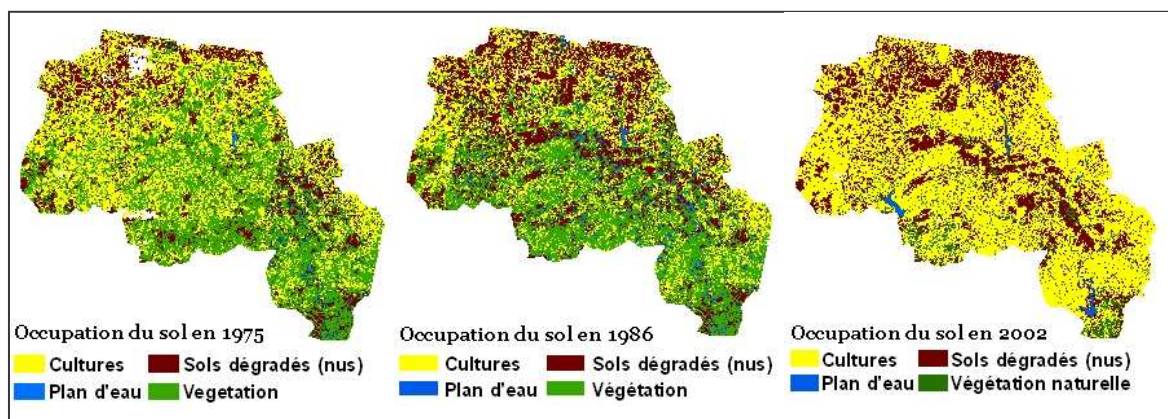 Occupation du sol en 1975
Cultures Sols dégradés (nus)
Plan d'eau Vegetation
Occupation du sol en 1986
Cultures Sols dégradés (nus)
Plan d'eau Végétation
Occupation du sol en 2002
Cultures Sols dégradés (nus)
Plan d'eau Végétation naturelle